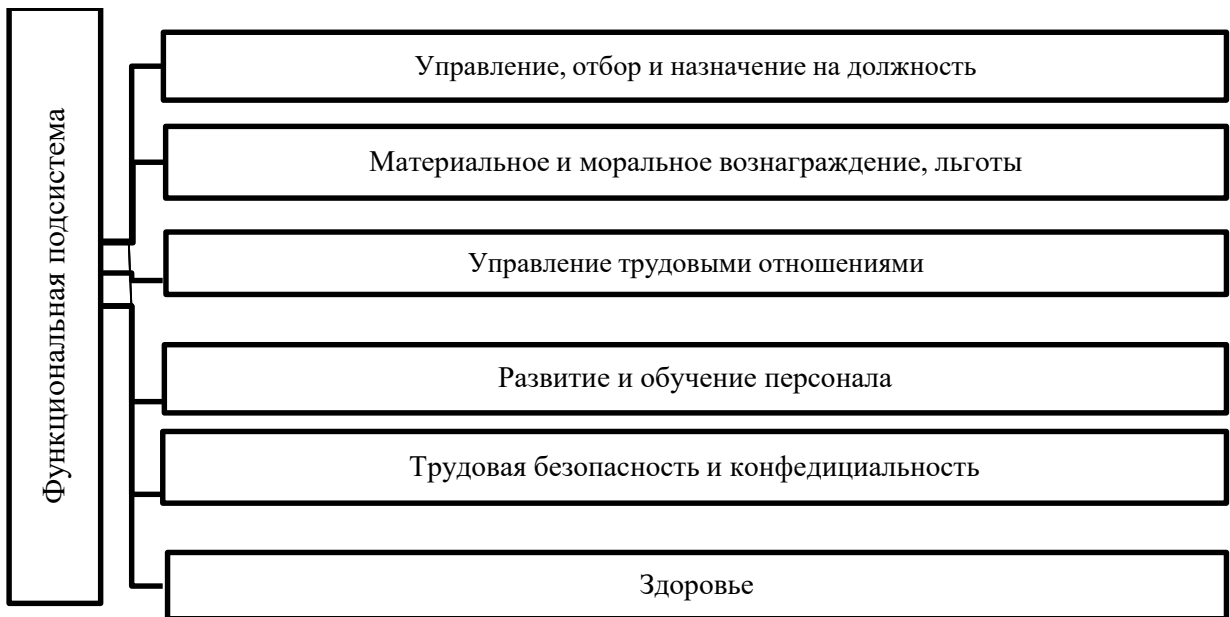 Функциональная подсистема
Управление, отбор и назначение на должность
Материальное и моральное вознаграждение, льготы
Управление трудовыми отношениями
Развитие и обучение персонала
Трудовая безопасность и конфедициальность
Здоровье